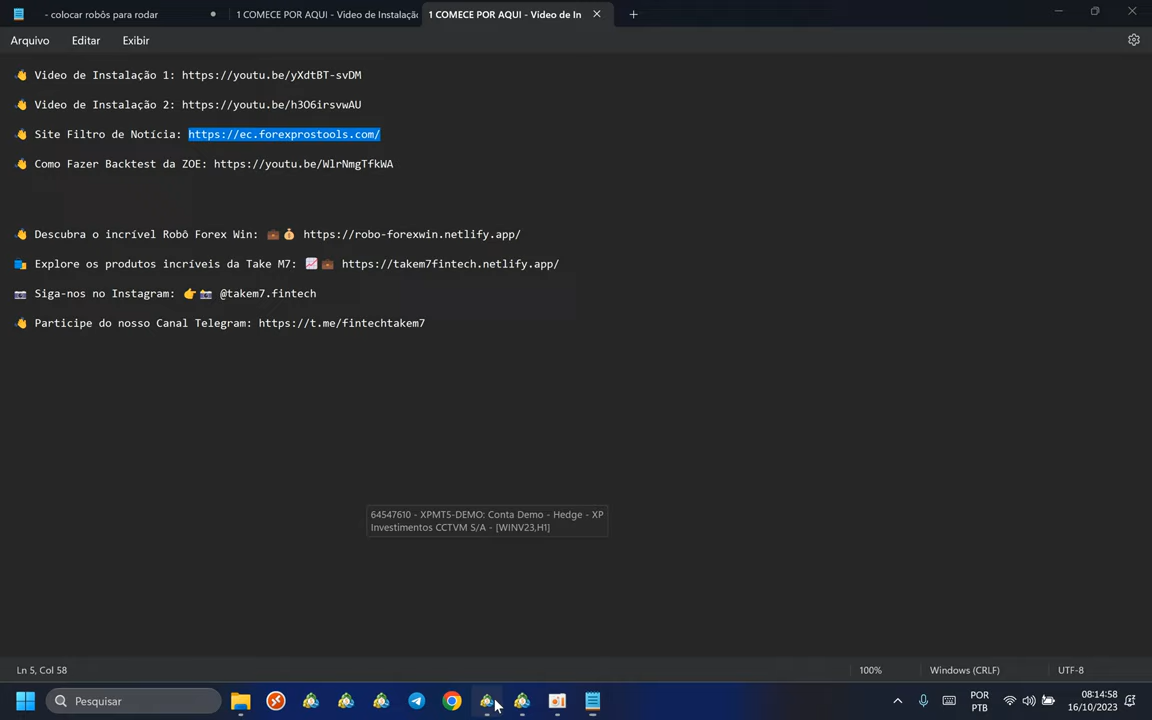 - colocar robôs para rodar
1 COMECE POR AQUI - Video de Instalação
1 COMECE POR AQUI - Video de In
Arquivo
Editar
Exibir
Video de Instalação 1: https://youtu.be/yXdtBT-svDM
Video de Instalação 2: https://youtu.be/h3O6irsvwAU
Site Filtro de Notícia: https://ec.forexprostools.com/
Como Fazer Backtest da ZOE: https://youtu.be/WlrNmgTfkWA
Descubra o incrível Robô Forex Win: 💼💰 https://robo-forexwin.netlify.app/
Explore os produtos incríveis da Take M7: 📈💼 https://takem7fintech.netlify.app/
Siga-nos no Instagram: 👉📸 @takem7.fintech
Participe do nosso Canal Telegram: https://t.me/fintechtakem7
64547610 - XPMT5-DEMO: Conta Demo - Hedge - XP
Investimentos CCTVM S/A - [WINV23,H1]
Ln 5, Col 58
100%
Windows (CRLF)
UTF-8
Pesquisar
POR
PTB
08:14:58
16/10/2023